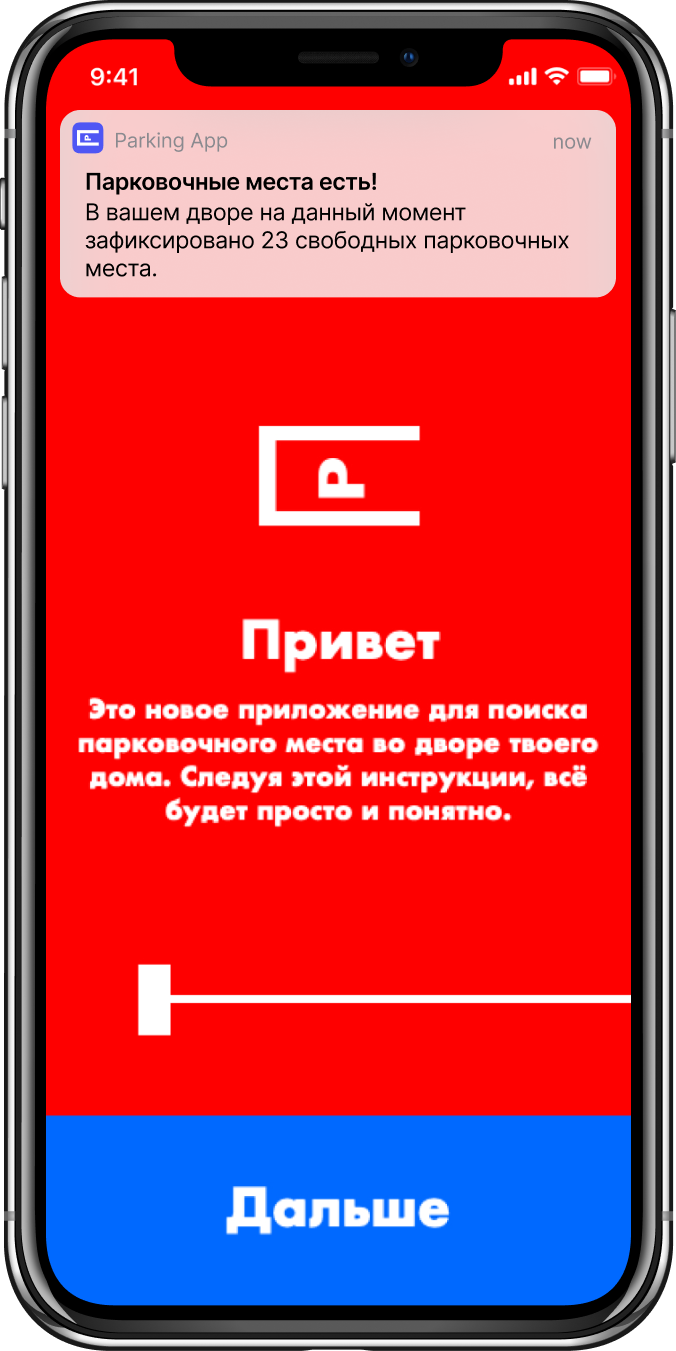 9:41
Parking App
now
Парковочные места есть!
В вашем дворе на данный момент
зафиксировано 23 свободных парковочных
места.
P
Привет
Это новое приложение для поиска
парковочного места во дворе твоего
дома. Следуя этой инструкции, всё
будет просто и понятно.
Дальше